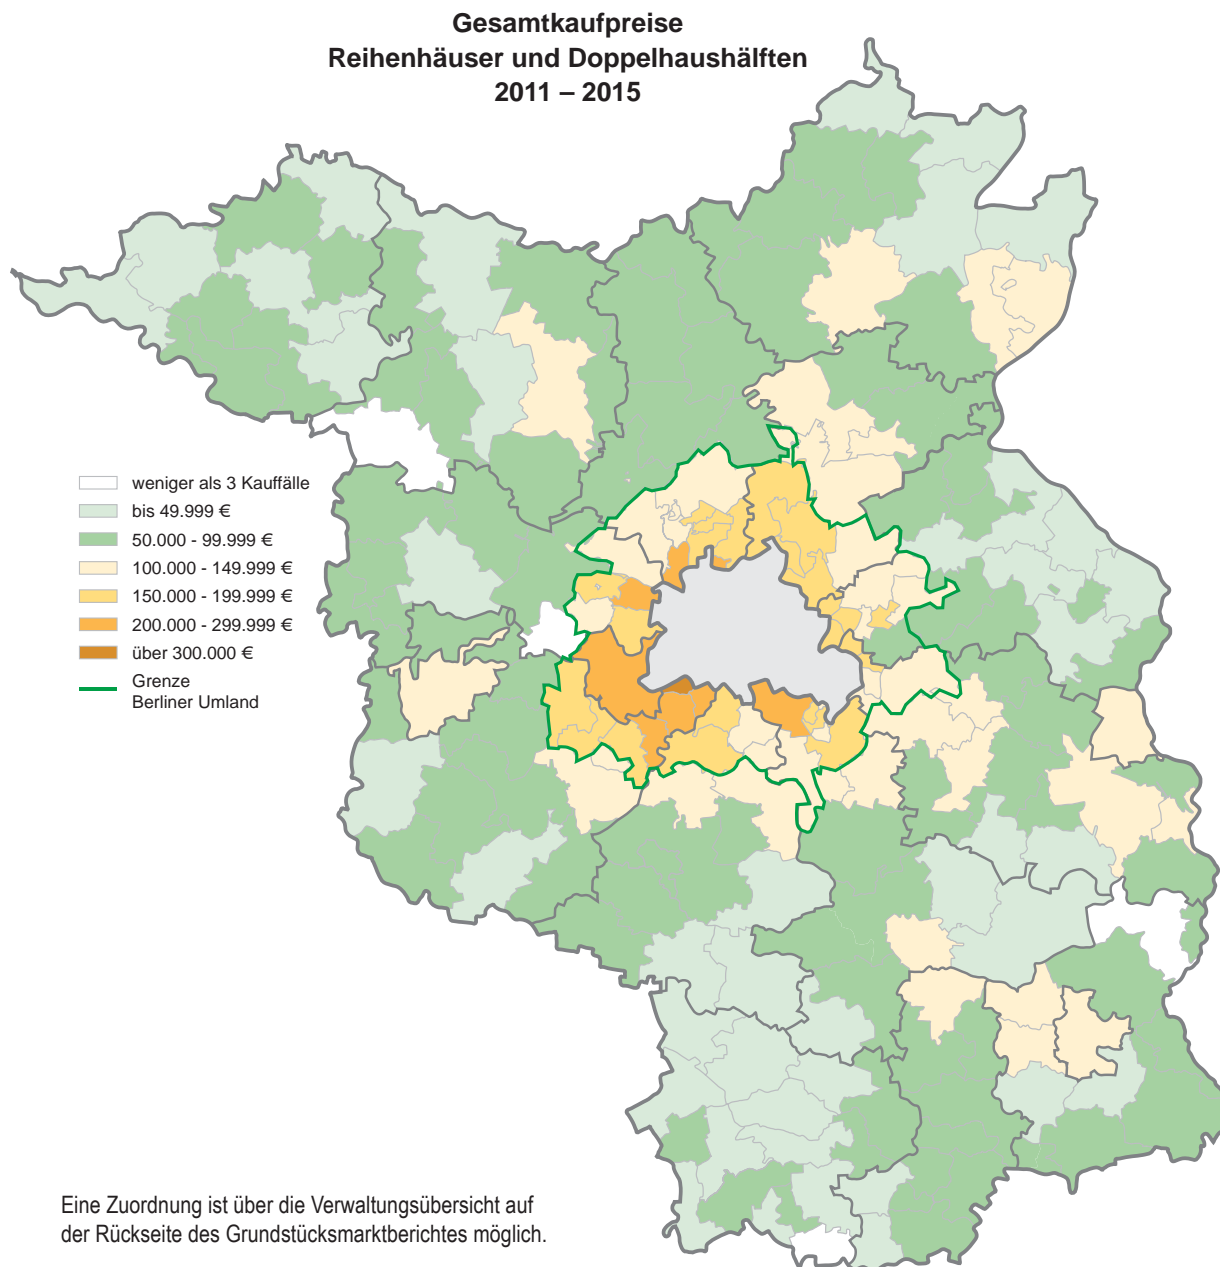 Gesamtkaufpreise
Reihenhäuser und Doppelhaushälften
2011 – 2015
weniger als 3 Kauffälle
bis 49.999 €
50.000 - 99.999 €
100.000 - 149.999 €
150.000 - 199.999 €
200.000 - 299.999 €
über 300.000 €
Grenze
Berliner Umland
Eine Zuordnung ist über die Verwaltungsübersicht auf
der Rückseite des Grundstücksmarktberichtes möglich.